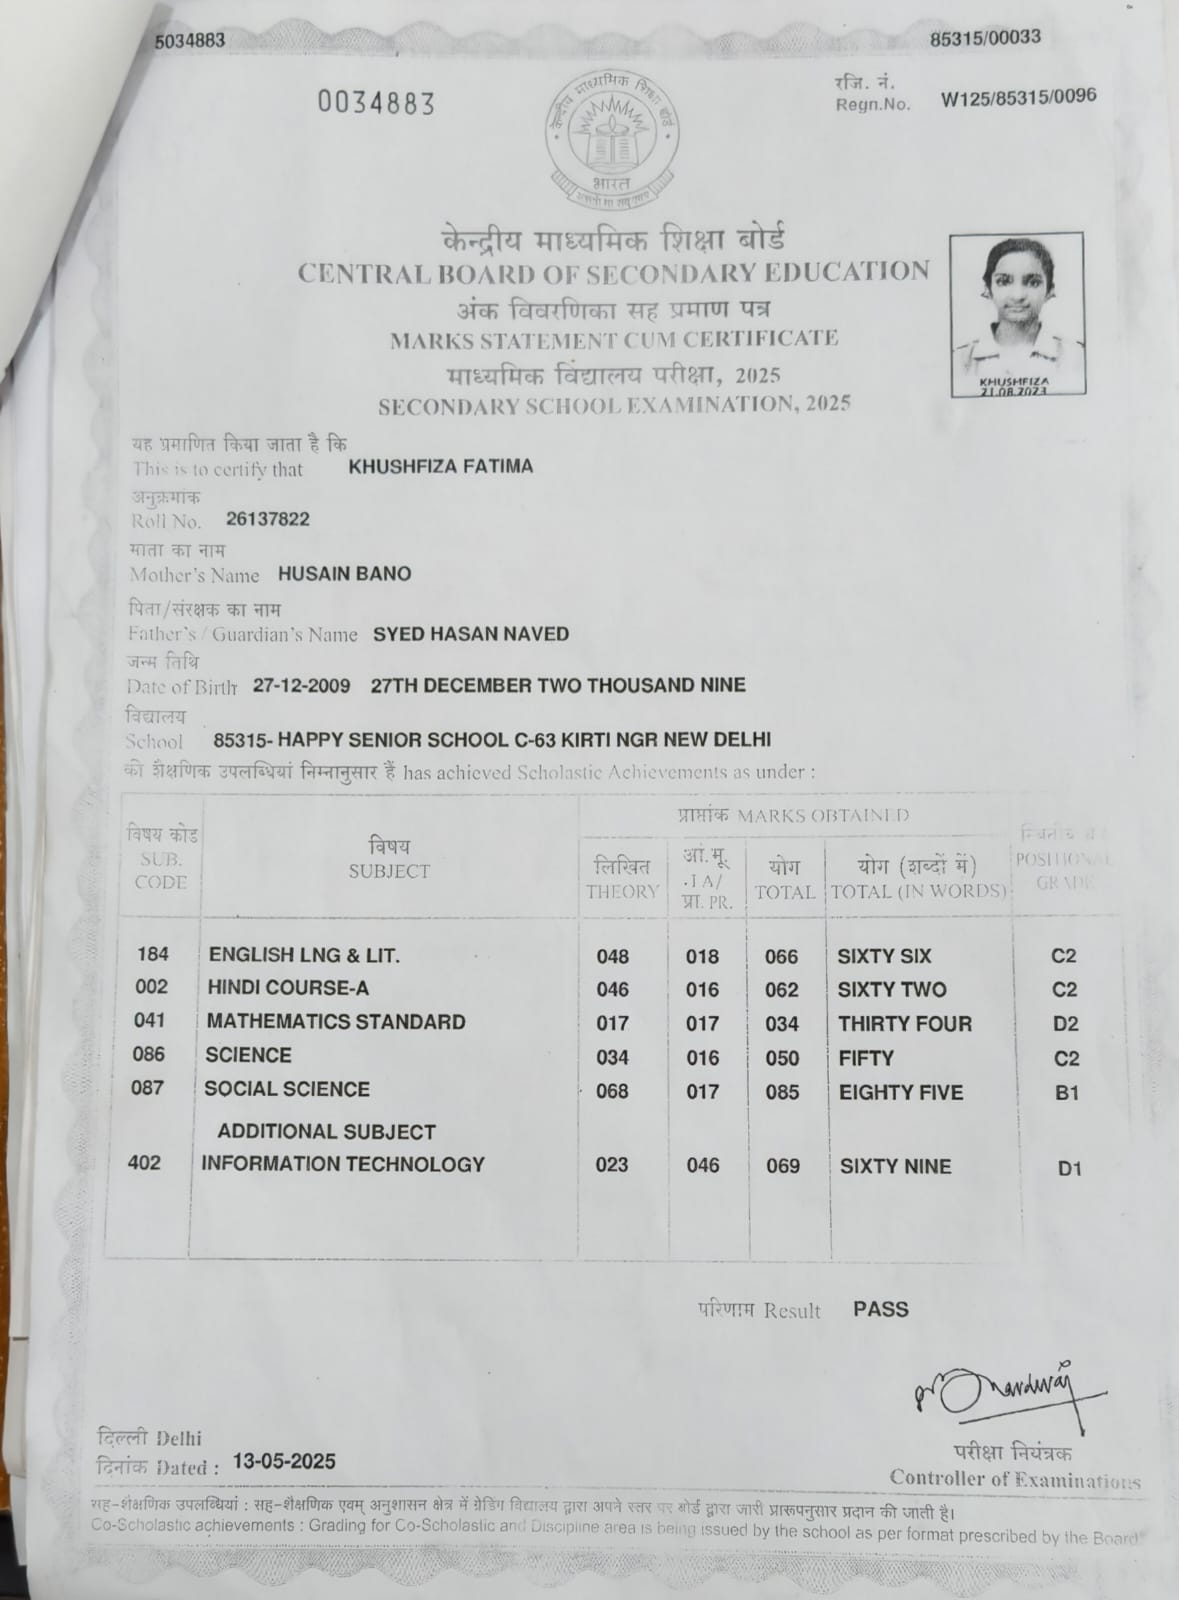 5034883
85315/00033
0034883
रजि. नं.
Regn.No. W125/85315/0096
केन्द्रीय माध्यमिक शिक्षा बोर्ड
भारत
केन्द्रीय माध्यमिक शिक्षा बोर्ड
CENTRAL BOARD OF SECONDARY EDUCATION
अंक विवरणिका सह प्रमाण पत्र
MARKS STATEMENT CUM CERTIFICATE
माध्यमिक विद्यालय परीक्षा, 2025
SECONDARY SCHOOL EXAMINATION, 2025
KHUSHFIZA
21.08.2023
यह प्रमाणित किया जाता है कि
This is to certify that KHUSHFIZA FATIMA
अनुक्रमांक
Roll No. 26137822
माता का नाम
Mother's Name HUSAIN BANO
पिता/संरक्षक का नाम
Father's / Guardian's Name SYED HASAN NAVED
जन्म तिथि
Date of Birth 27-12-2009 27TH DECEMBER TWO THOUSAND NINE
विद्यालय
School 85315- HAPPY SENIOR SCHOOL C-63 KIRTI NGR NEW DELHI
की शैक्षणिक उपलब्धियां निम्नानुसार हैं has achieved Scholastic Achievements as under :
विषय कोड
SUB.
CODE
विषय
SUBJECT
प्राप्तांक MARKS OBTAINED
लिखित
THEORY
आं.मू.
.I A/
प्रा. PR.
योग
TOTAL
योग (शब्दों में)
TOTAL (IN WORDS)
POSITIONAL
GRADE
184 ENGLISH LNG & LIT. 048 018 066 SIXTY SIX C2
002 HINDI COURSE-A 046 016 062 SIXTY TWO C2
041 MATHEMATICS STANDARD 017 017 034 THIRTY FOUR D2
086 SCIENCE 034 016 050 FIFTY C2
087 SOCIAL SCIENCE 068 017 085 EIGHTY FIVE B1
ADDITIONAL SUBJECT
402 INFORMATION TECHNOLOGY 023 046 069 SIXTY NINE D1
परिणाम Result PASS
दिल्ली Delhi
दिनांक Dated : 13-05-2025
परीक्षा नियंत्रक
Controller of Examinations
सह-शैक्षणिक उपलब्धियां : सह-शैक्षणिक एवम् अनुशासन क्षेत्र में ग्रेडिंग विद्यालय द्वारा अपने स्तर पर बोर्ड द्वारा जारी प्रारूपनुसार प्रदान की जाती है।
Co-Scholastic achievements : Grading for Co-Scholastic and Discipline area is being issued by the school as per format prescribed by the Board